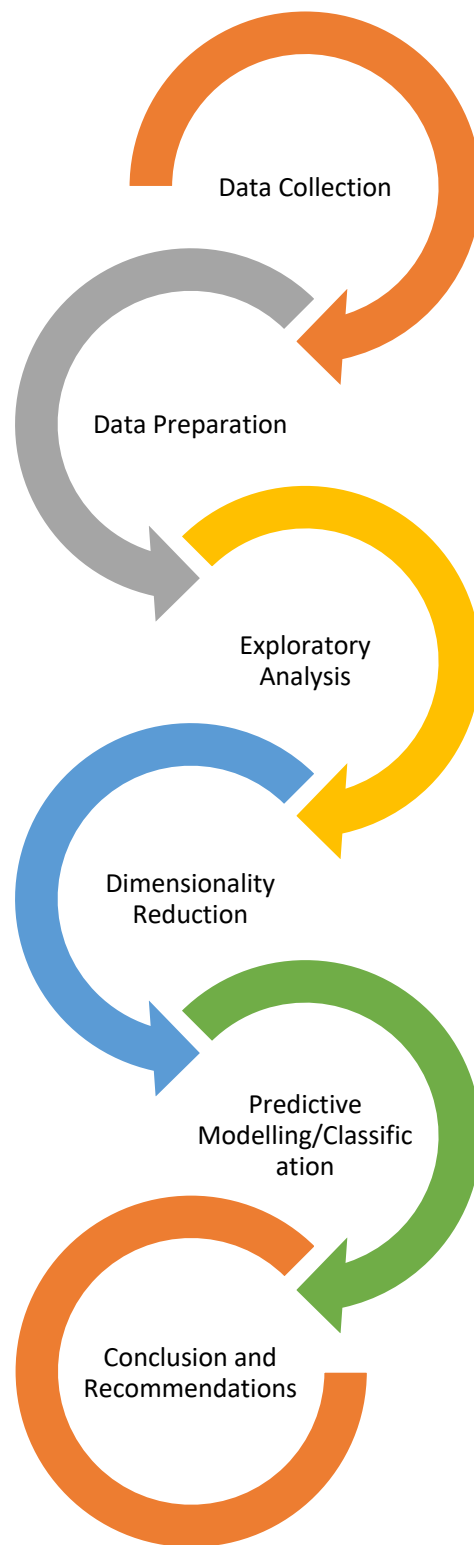 Data Collection
Data Preparation
Exploratory
Analysis
Dimensionality
Reduction
Predictive
Modelling/Classific
ation
Conclusion and
Recommendations